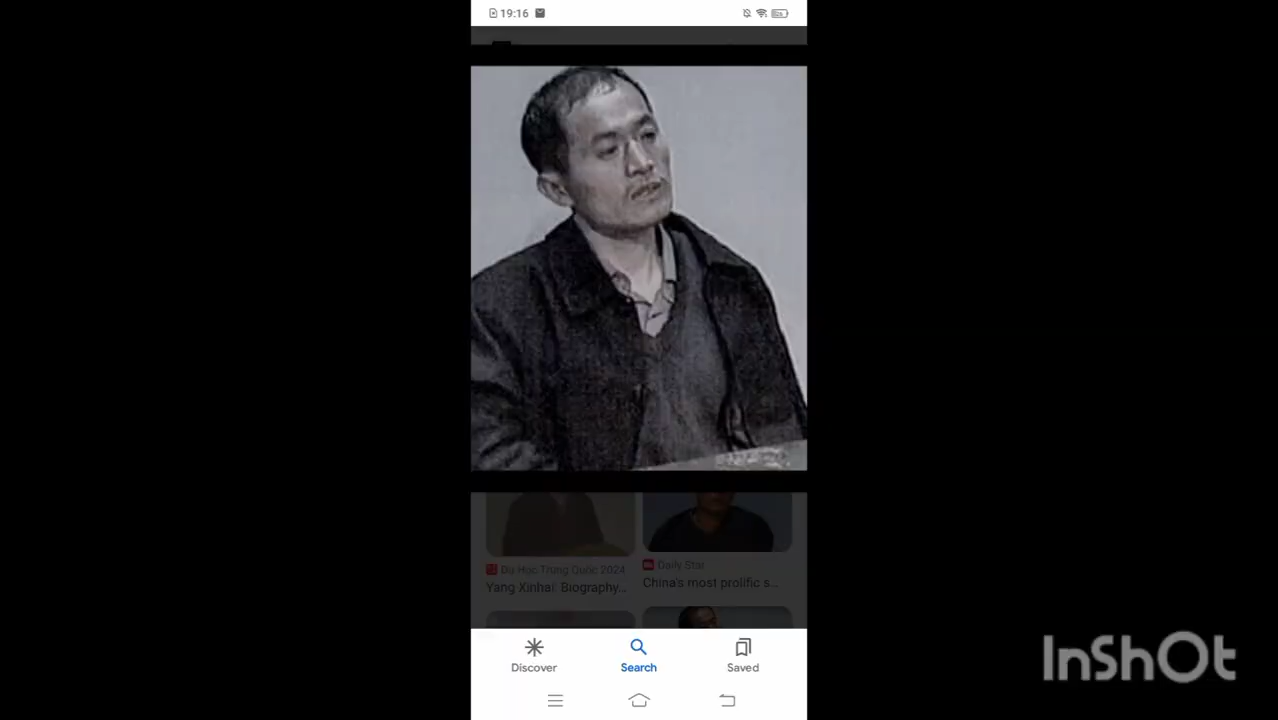 19:16
Du Học Trung Quốc 2024
Yang Xinhai: Biography...
Daily Star
China's most prolific s...
Discover
Search
Saved
InShOt